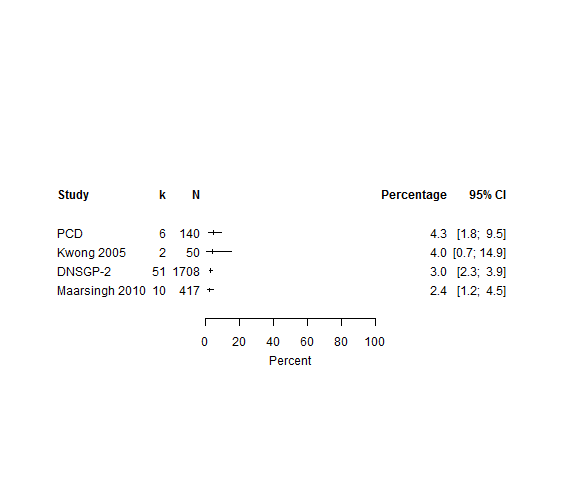 Study k N Percentage 95% CI
PCD 6 140 4.3 [1.8; 9.5]
Kwong 2005 2 50 4.0 [0.7; 14.9]
DNSGP-2 51 1708 3.0 [2.3; 3.9]
Maarsingh 2010 10 417 2.4 [1.2; 4.5]
0 20 40 60 80 100
Percent